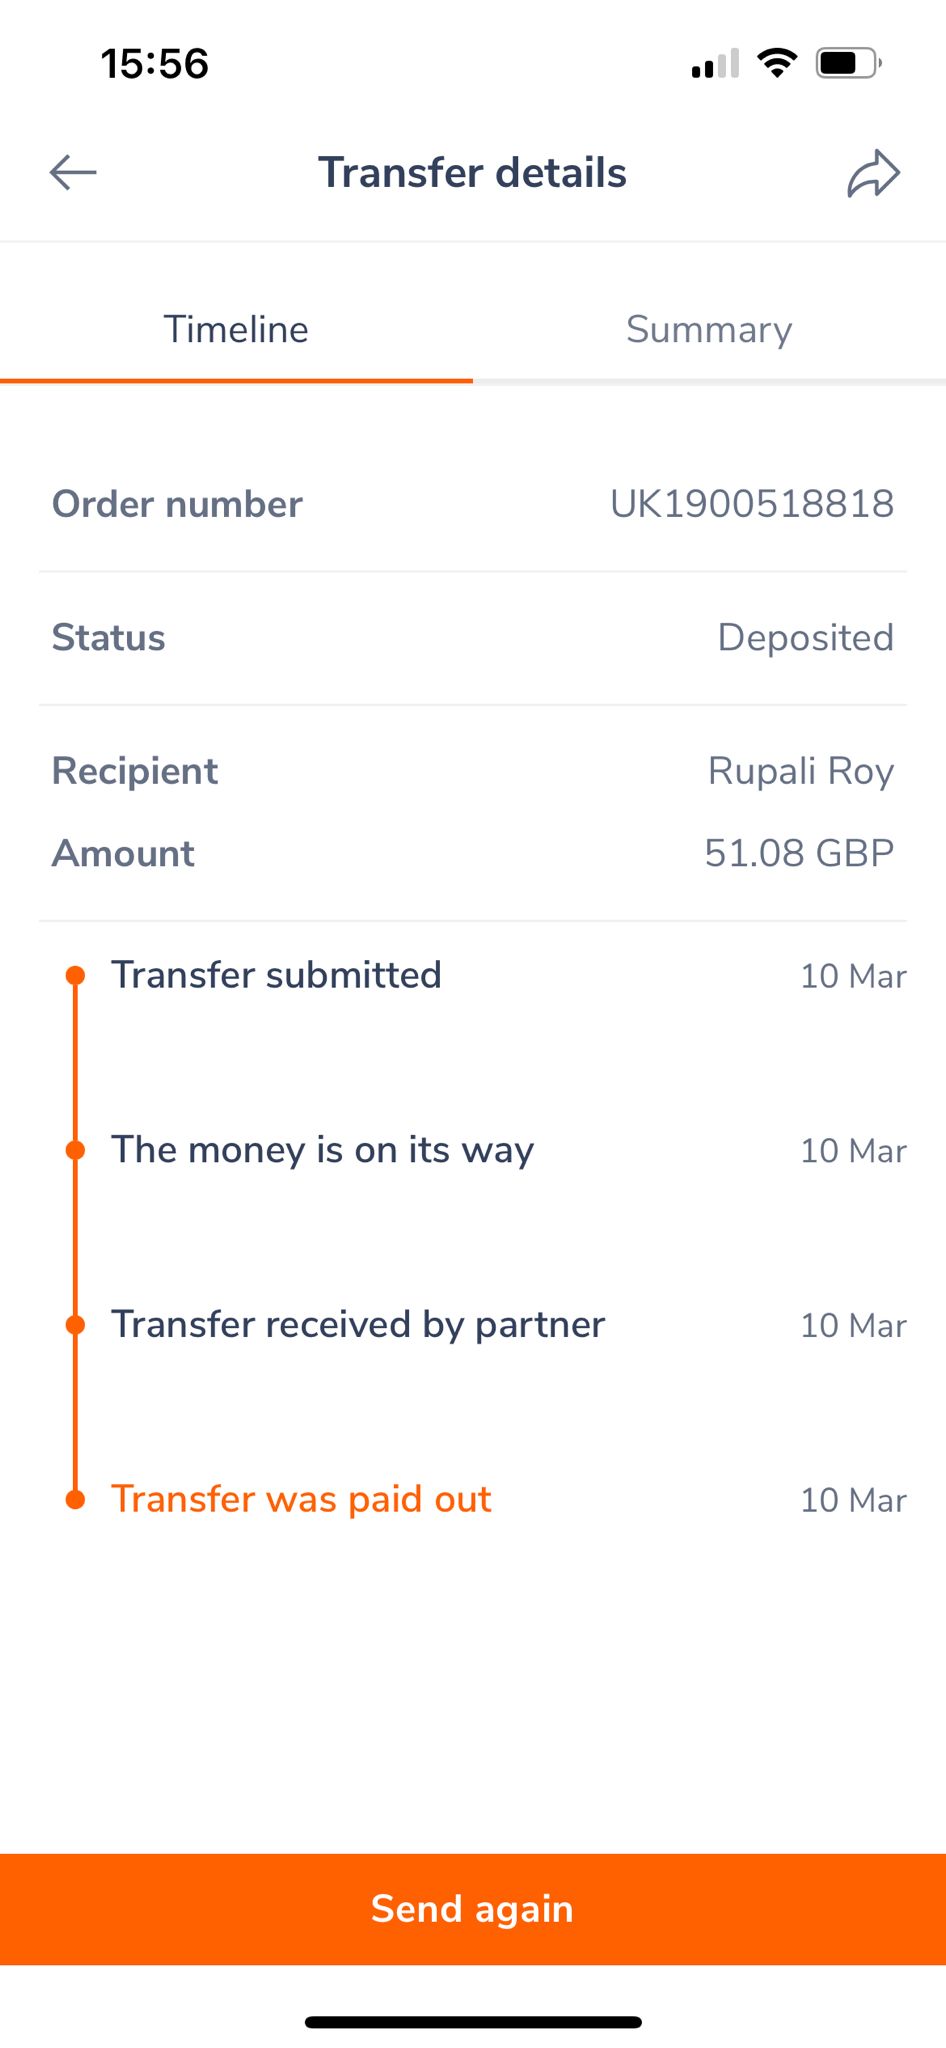 15:56
Transfer details
Timeline Summary
Order number UK1900518818
Status Deposited
Recipient Rupali Roy
Amount 51.08 GBP
Transfer submitted 10 Mar
The money is on its way 10 Mar
Transfer received by partner 10 Mar
Transfer was paid out 10 Mar
Send again